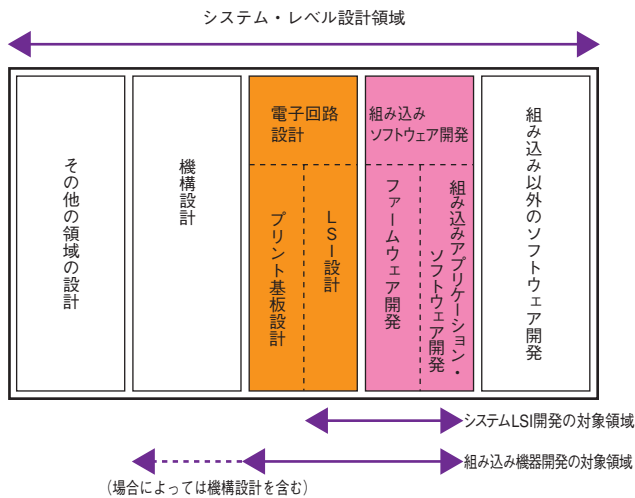 システム・レベル設計領域
その他の領域の設計
機構設計
電子回路
設計
プリント基板設計
LSI設計
組み込み
ソフトウェア開発
ファームウェア開発
組み込みアプリケーション・
ソフトウェア開発
組み込み以外のソフトウェア開発
システムLSI開発の対象領域
組み込み機器開発の対象領域
(場合によっては機構設計を含む)